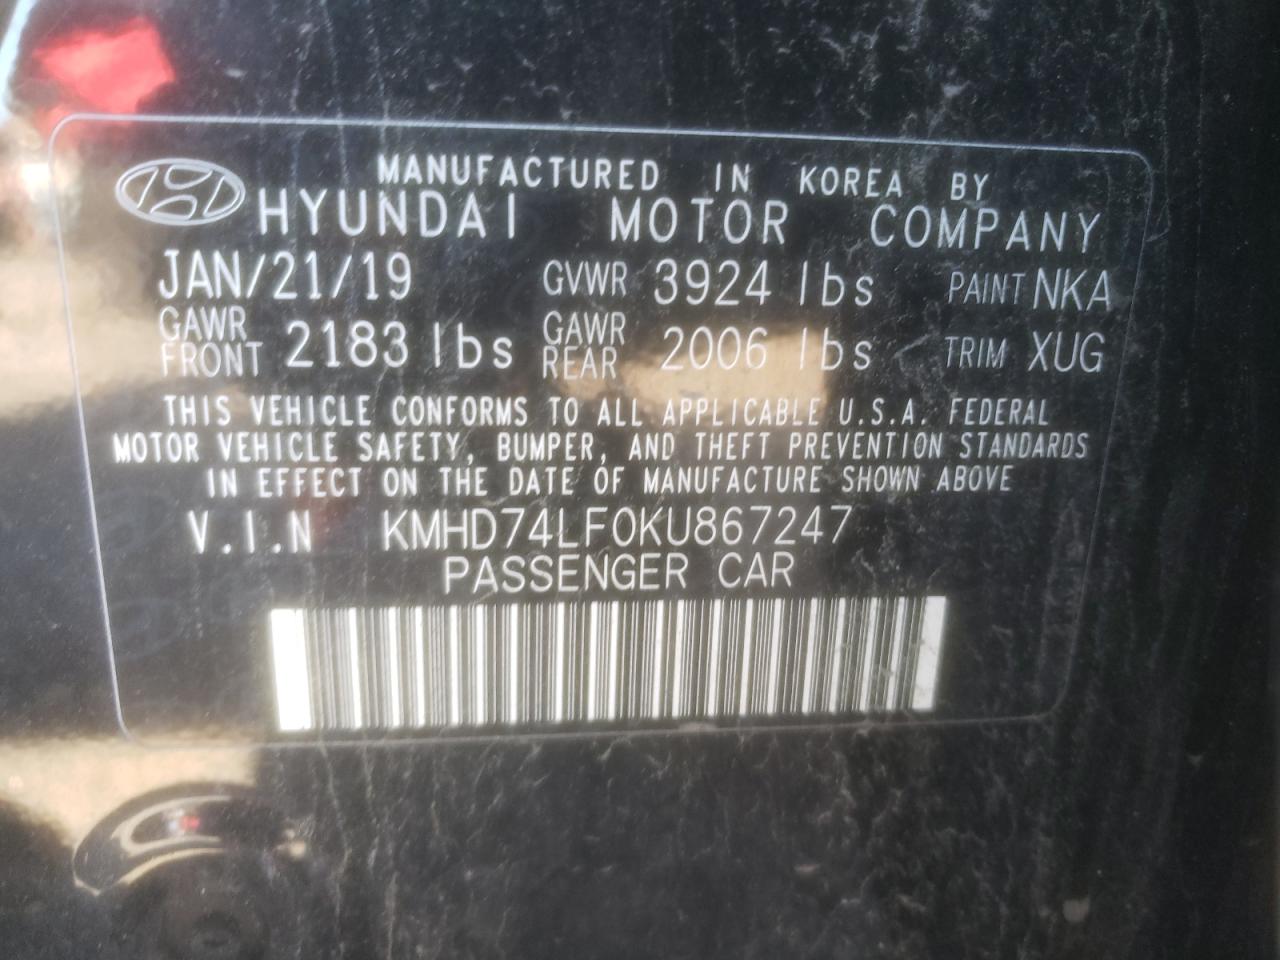 MANUFACTURED IN KOREA BY
HYUNDAI MOTOR COMPANY
JAN/21/19 GVWR 3924 lbs PAINT NKA
GAWR FRONT 2183 lbs GAWR REAR 2006 lbs TRIM XUG
THIS VEHICLE CONFORMS TO ALL APPLICABLE U.S.A. FEDERAL
MOTOR VEHICLE SAFETY, BUMPER, AND THEFT PREVENTION STANDARDS
IN EFFECT ON THE DATE OF MANUFACTURE SHOWN ABOVE
V.I.N KMHD74LF0KU867247
PASSENGER CAR